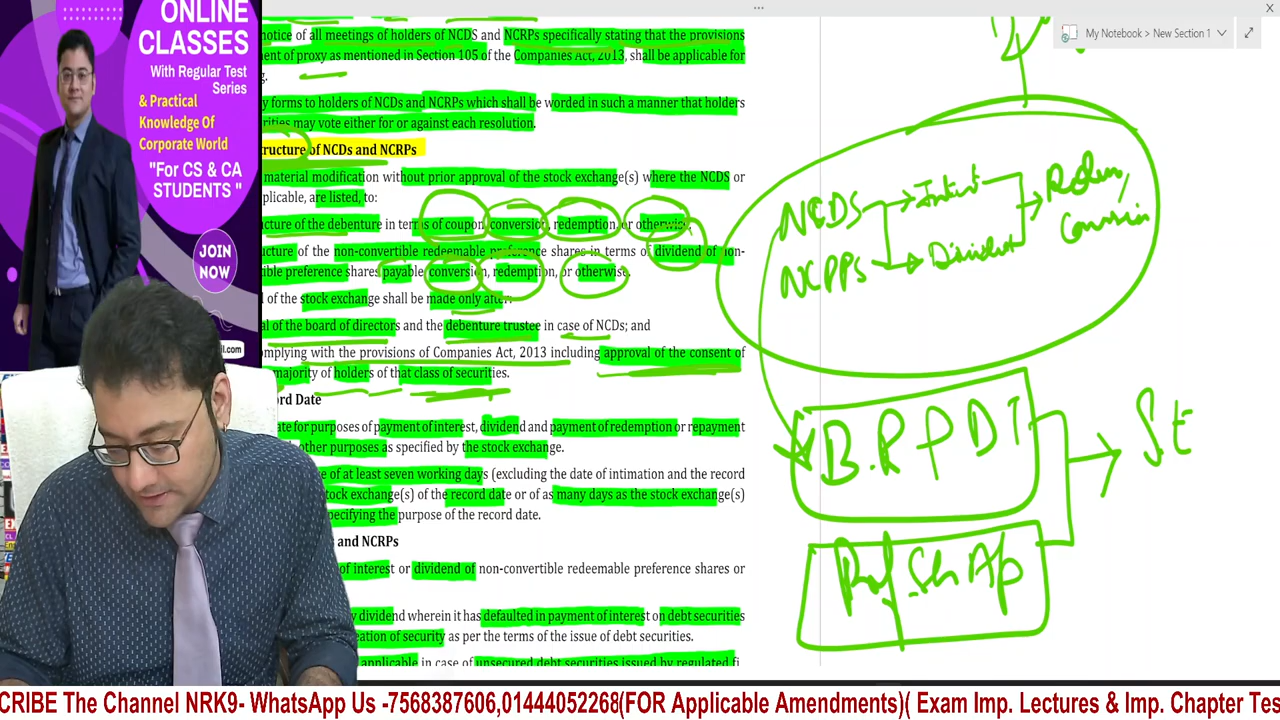 ONLINE
CLASSES
With Regular Test
Series
& Practical
Knowledge Of
Corporate World
"For CS & CA
STUDENTS "
JOIN
NOW
.com
My Notebook > New Section 1
notice of all meetings of holders of NCDS and NCRPs specifically stating that the provisions
ent of proxy as mentioned in Section 105 of the Companies Act, 2013, shall be applicable for
g.
y forms to holders of NCDs and NCRPs which shall be worded in such a manner that holders
rities may vote either for or against each resolution.
tructure of NCDs and NCRPs
material modification without prior approval of the stock exchange(s) where the NCDS or
plicable, are listed, to:
ucture of the debenture in terms of coupon, conversion, redemption, or otherwise.
ucture of the non-convertible redeemable preference shares in terms of dividend of non-
tible preference shares payable conversion, redemption, or otherwise.
l of the stock exchange shall be made only after:
al of the board of directors and the debenture trustee in case of NCDs; and
omplying with the provisions of Companies Act, 2013 including approval of the consent of
majority of holders of that class of securities.
ord Date
ate for purposes of payment of interest, dividend and payment of redemption or repayment
other purposes as specified by the stock exchange.
e of at least seven working days (excluding the date of intimation and the record
tock exchange(s) of the record date or of as many days as the stock exchange(s)
pecifying the purpose of the record date.
e and NCRPs
of interest or dividend of non-convertible redeemable preference shares or
y dividend wherein it has defaulted in payment of interest on debt securities
eation of security as per the terms of the issue of debt securities.
applicable in case of unsecured debt securities issued by regulated fi
NCDS
NCPPs
Dividend
B.R P D T
St
Sh Ap
CRIBE The Channel NRK9- WhatsApp Us -7568387606,01444052268(FOR Applicable Amendments)( Exam Imp. Lectures & Imp. Chapter Tes